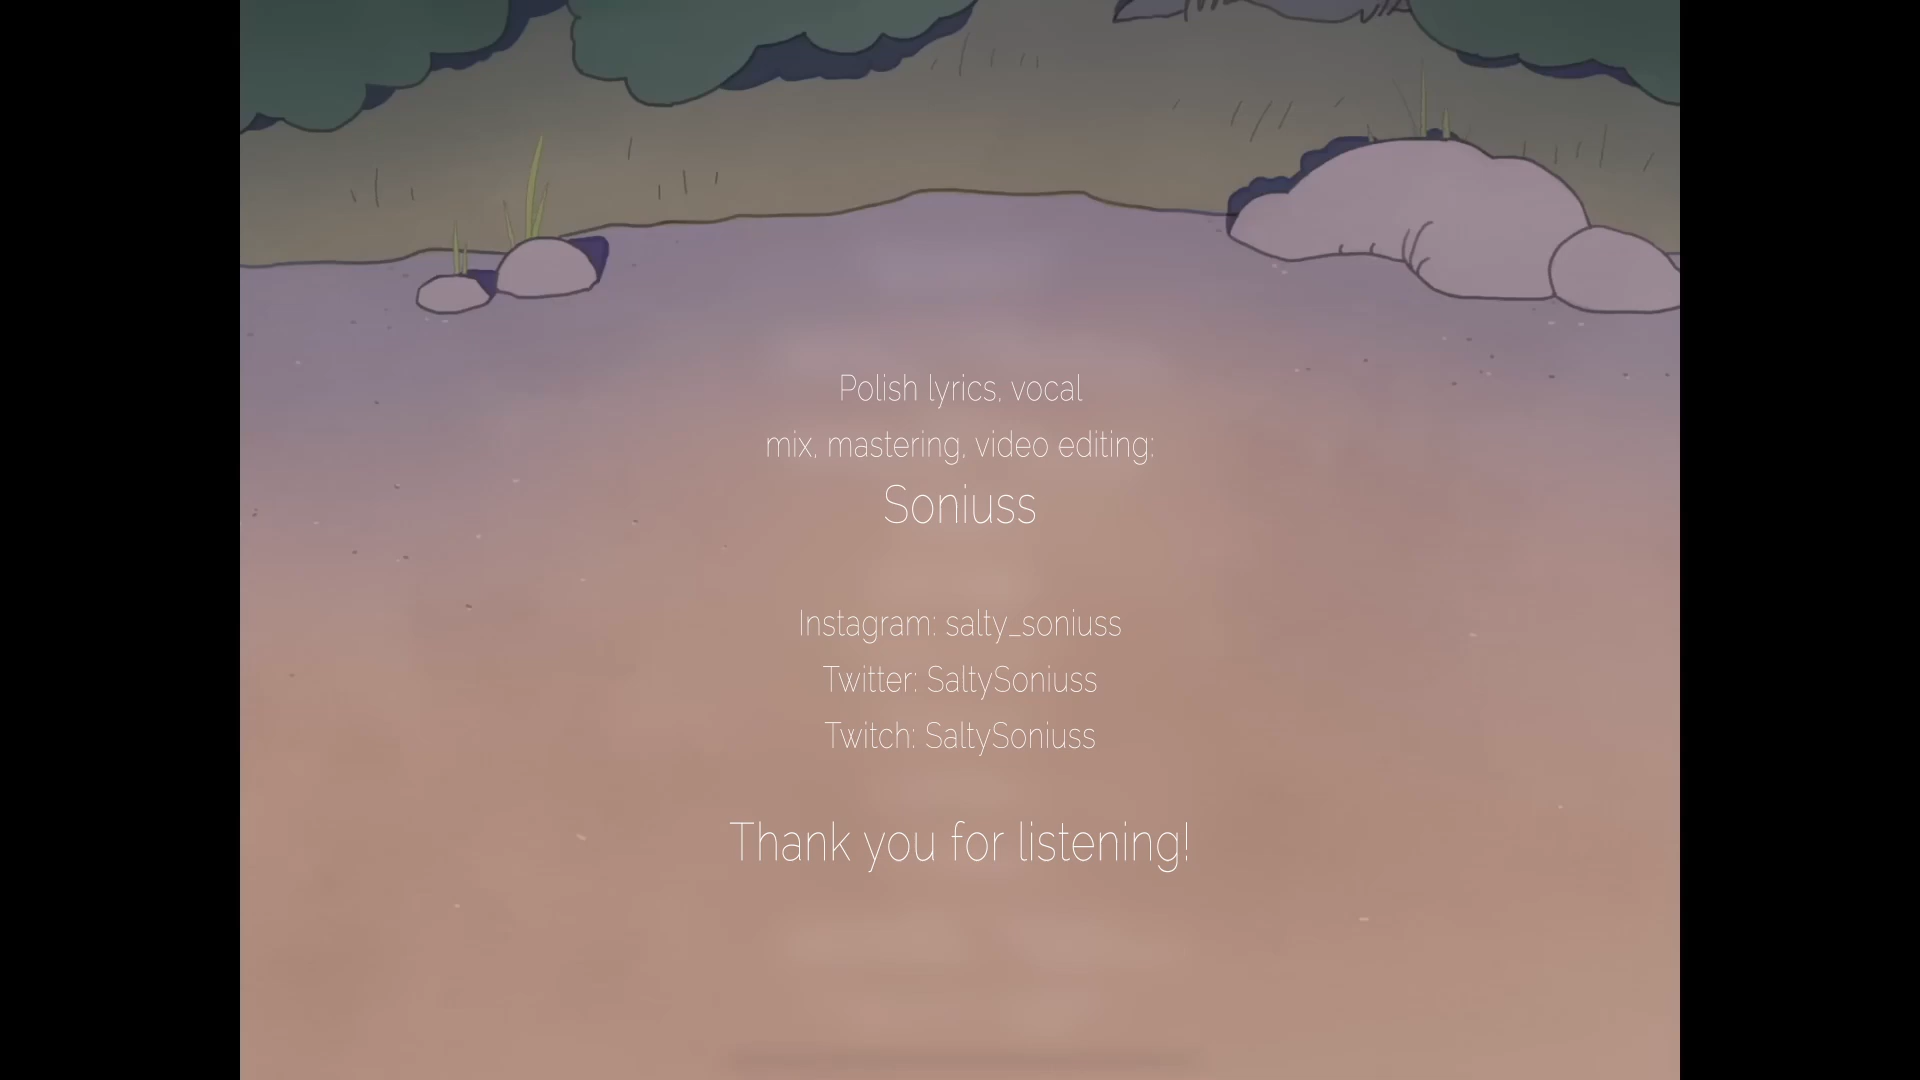 Polish lyrics, vocal
mix, mastering, video editing:
Soniuss
Instagram: salty_soniuss
Twitter: SaltySoniuss
Twitch: SaltySoniuss
Thank you for listening!